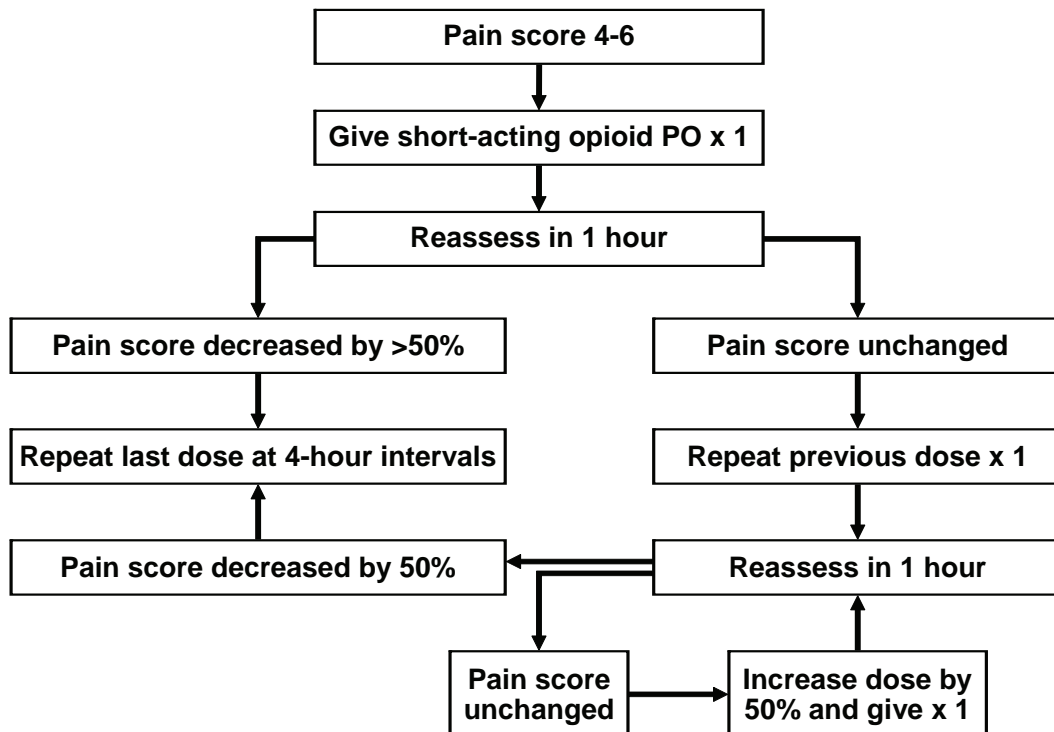 Pain score 4-6
Give short-acting opioid PO x 1
Reassess in 1 hour
Pain score decreased by >50%
Pain score unchanged
Repeat last dose at 4-hour intervals
Repeat previous dose x 1
Pain score decreased by 50%
Reassess in 1 hour
Pain score
unchanged
Increase dose by
50% and give x 1